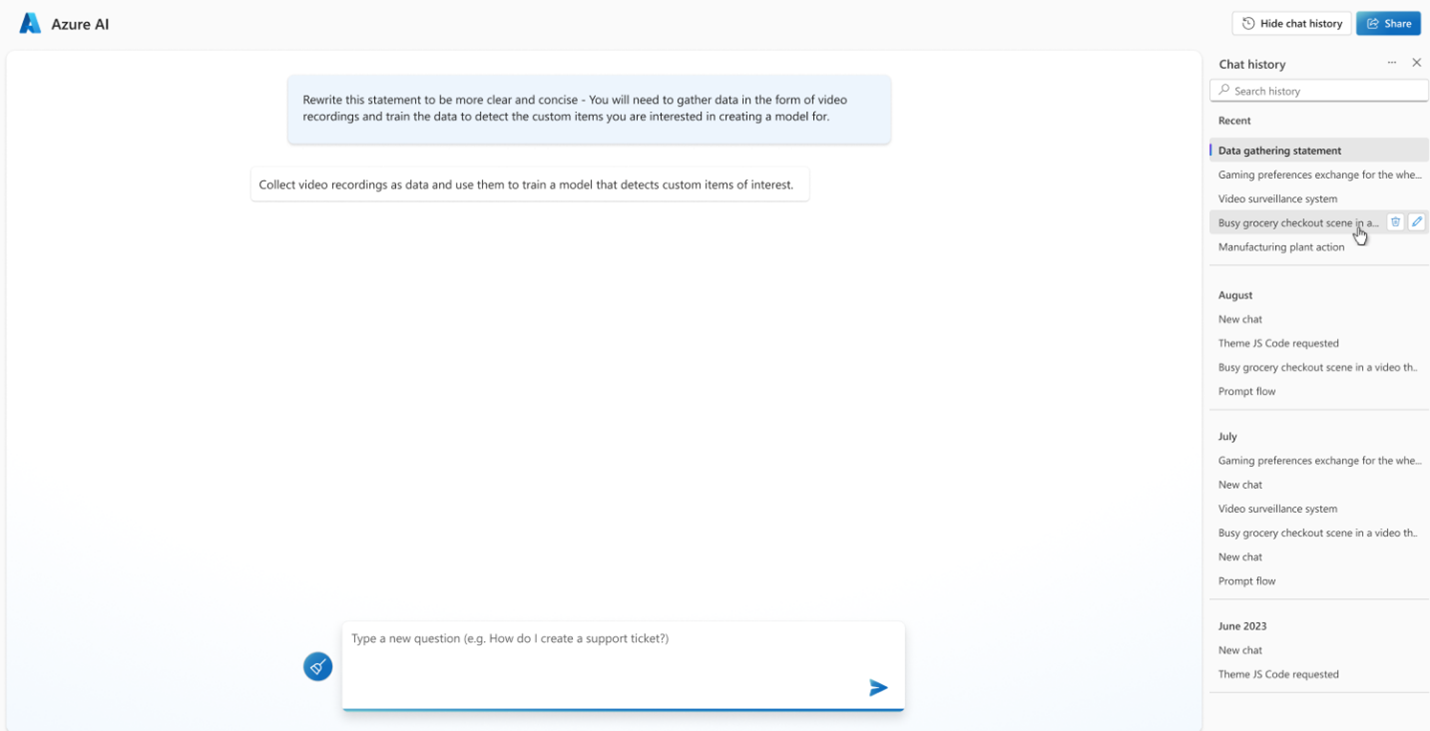 Azure AI
Hide chat history
Share
Rewrite this statement to be more clear and concise - You will need to gather data in the form of video
recordings and train the data to detect the custom items you are interested in creating a model for.
Collect video recordings as data and use them to train a model that detects custom items of interest.
Type a new question (e.g. How do I create a support ticket?)
Chat history
Search history
Recent
Data gathering statement
Gaming preferences exchange for the whe...
Video surveillance system
Busy grocery checkout scene in a...
Manufacturing plant action
August
New chat
Theme JS Code requested
Busy grocery checkout scene in a video th..
Prompt flow
July
Gaming preferences exchange for the whe...
New chat
Video surveillance system
Busy grocery checkout scene in a video th..
New chat
Prompt flow
June 2023
New chat
Theme JS Code requested